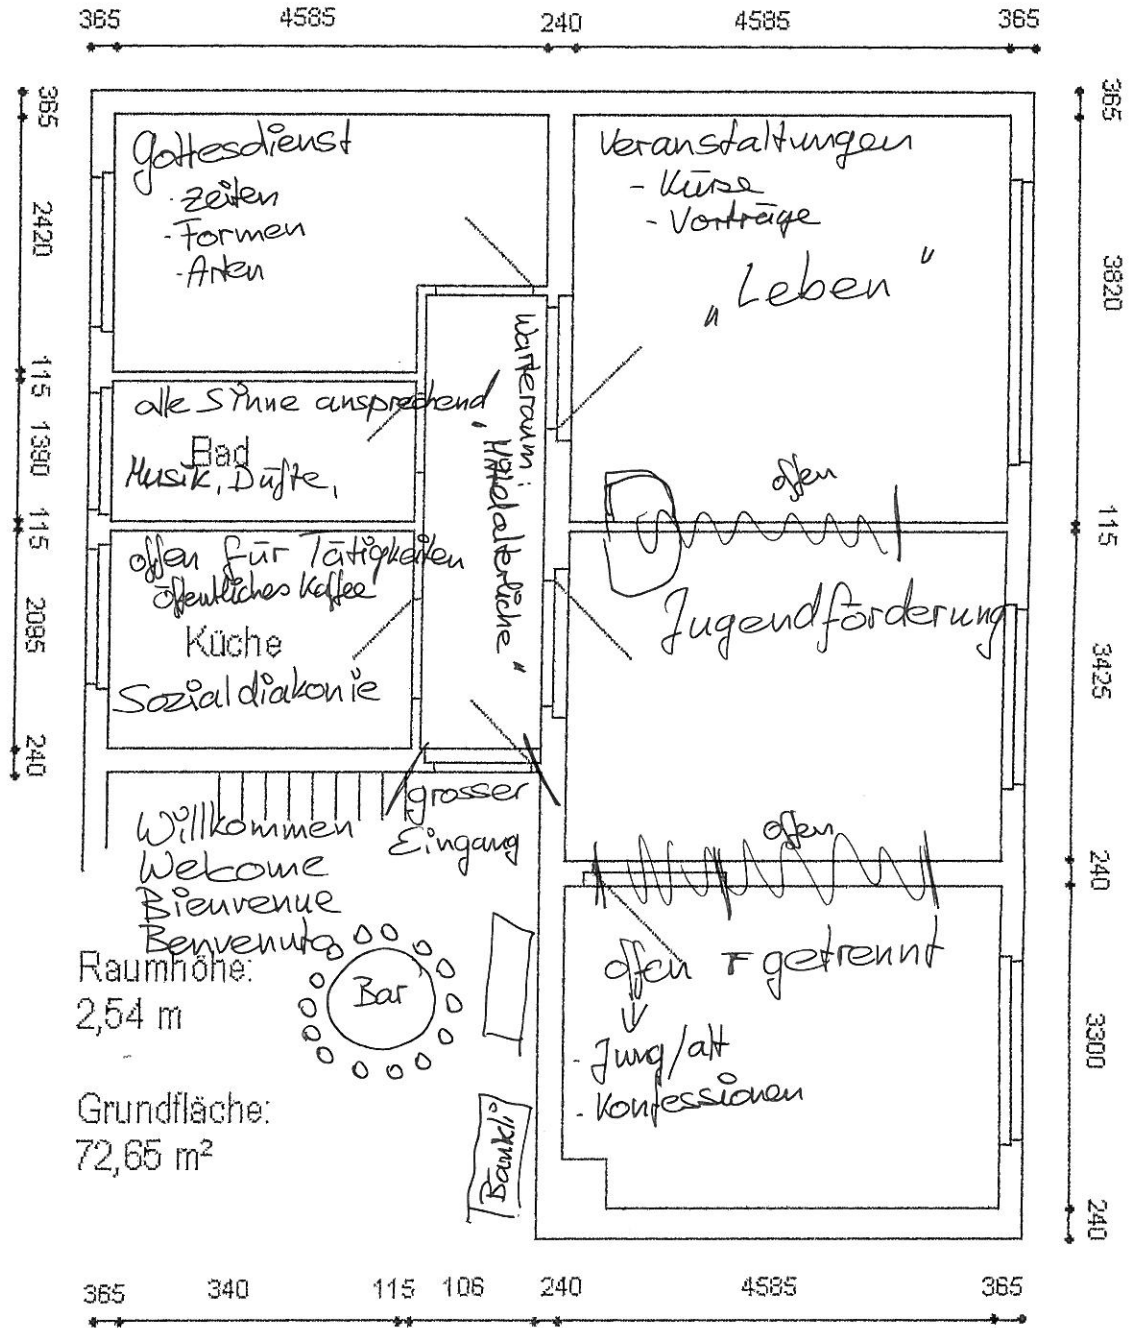 365 4585 240 4585 365
365
2420
115
1380
115
2085
240
Gottesdienst
- Zeiten
- Formen
- Arten
Veranstaltungen
- Kurse
- Vorträge
"Leben"
365
3820
115
3425
240
3300
240
alle Sinne ansprechend
Bad
Musik, Düfte,
Warteraum:
"Mittelalterliche"
offen
offen für Tätigkeiten
öffentliches Kaffee
Küche
Sozialdiakonie
Jugendförderung
grosser
Eingang
offen
Willkommen
Welcome
Bienvenue
Benvenuto
Raumhöhe:
2,54 m
Bar
offen getrennt
- Jung/alt
- Konfessionen
Grundfläche:
72,65 m²
Bänkli
365 340 115 106 240 4585 365